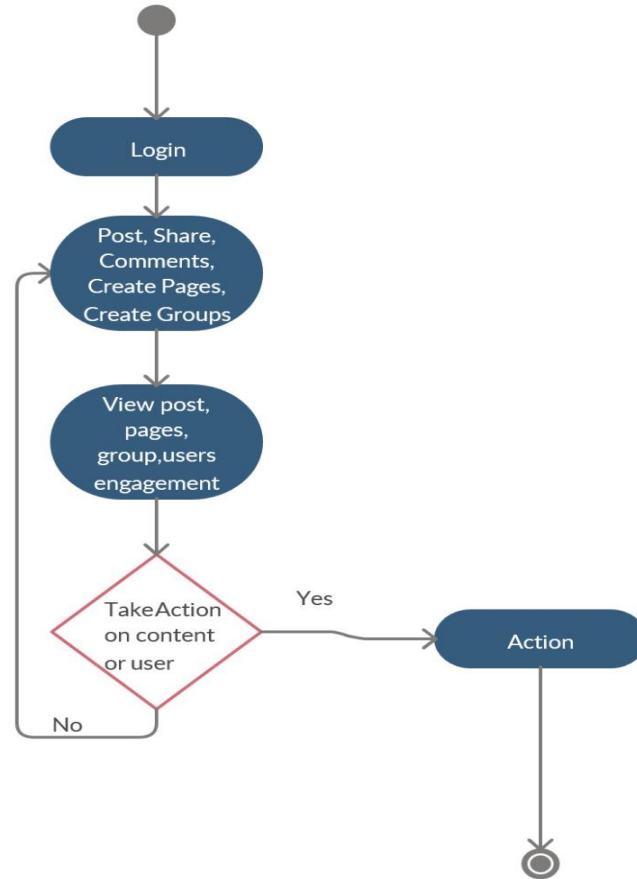 Login
Post, Share,
Comments,
Create Pages,
Create Groups
View post,
pages,
group,users
engagement
TakeAction
on content
or user
Yes
Action
No